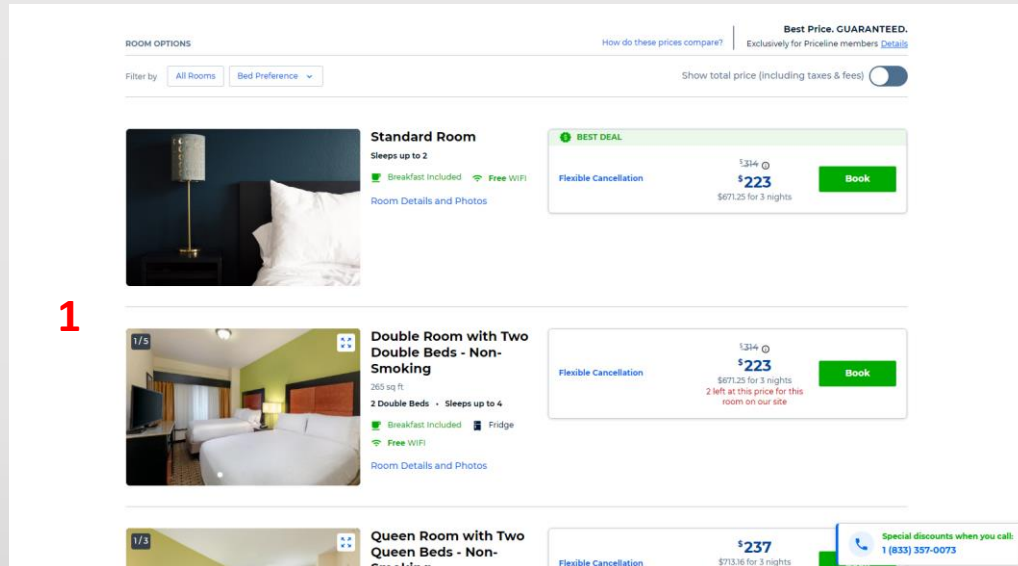 Best Price. GUARANTEED.
ROOM OPTIONS
How do these prices compare?
Exclusively for Priceline members Details
Filter by
All Rooms
Bed Preference
Show total price (including taxes & fees)
Standard Room
Sleeps up to 2
Breakfast Included
Free WIFI
Room Details and Photos
BEST DEAL
Flexible Cancellation
$314
$223
$671.25 for 3 nights
Book
1
1/5
Double Room with Two
Double Beds - Non-
Smoking
265 sq ft
2 Double Beds • Sleeps up to 4
Breakfast Included
Fridge
Free WIFI
Room Details and Photos
Flexible Cancellation
$314
$223
$671.25 for 3 nights
2 left at this price for this
room on our site
Book
1/3
Queen Room with Two
Queen Beds - Non-
Smoking
Flexible Cancellation
$237
$713.16 for 3 nights
Special discounts when you call:
1 (833) 357-0073